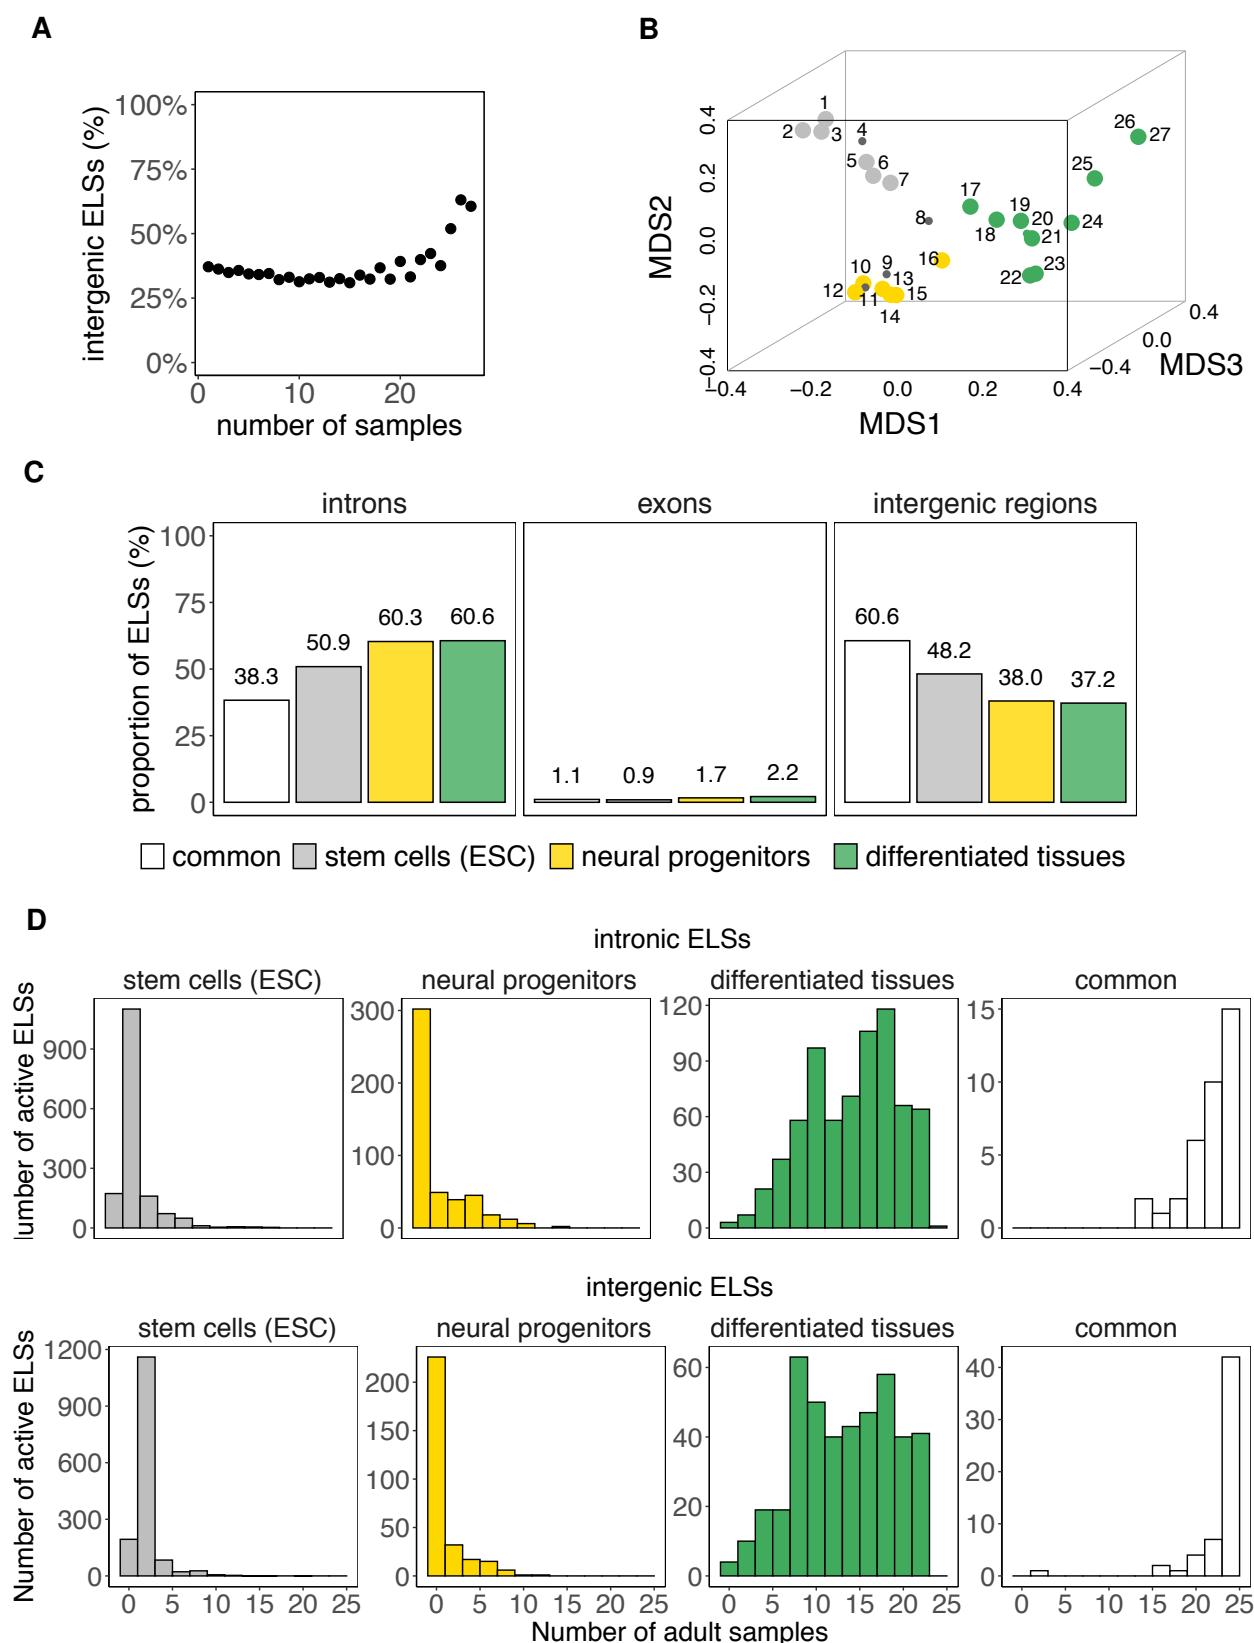 A
100%
75%
50%
25%
0%
intergenic ELSs (%)
0 10 20
number of samples
B
0.4
0.2
0.0
−0.2
−0.4
MDS2
−0.4 −0.2 0.0 0.2 0.4
MDS1
−0.4 0.0 0.4
MDS3
1 2 3 4 5 6 7 8 9 10 11 12 13 14 15 16 17 18 19 20 21 22 23 24 25 26 27
C
introns exons intergenic regions
proportion of ELSs (%)
100
75
50
25
0
38.3 50.9 60.3 60.6
1.1 0.9 1.7 2.2
60.6 48.2 38.0 37.2
common stem cells (ESC) neural progenitors differentiated tissues
D
intronic ELSs
stem cells (ESC) neural progenitors differentiated tissues common
umber of active ELSs
900
600
300
0
300
200
100
0
120
90
60
30
0
15
10
5
0
intergenic ELSs
stem cells (ESC) neural progenitors differentiated tissues common
Number of active ELSs
1200
900
600
300
0
200
150
100
50
0
60
40
20
0
40
30
20
10
0
0 5 10 15 20 25 0 5 10 15 20 25 0 5 10 15 20 25 0 5 10 15 20 25
Number of adult samples